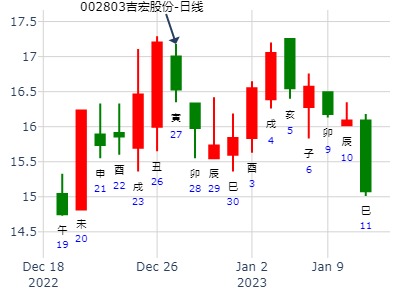 002803吉宏股份-日线
17.5
17
16.5
16
15.5
15
14.5
午
19
未
20
申
21
酉
22
戌
23
丑
26
寅
27
卯
28
辰
29
巳
30
酉
3
戌
4
亥
5
子
6
卯
9
辰
10
巳
11
Dec 18
2022
Dec 26
Jan 2
2023
Jan 9